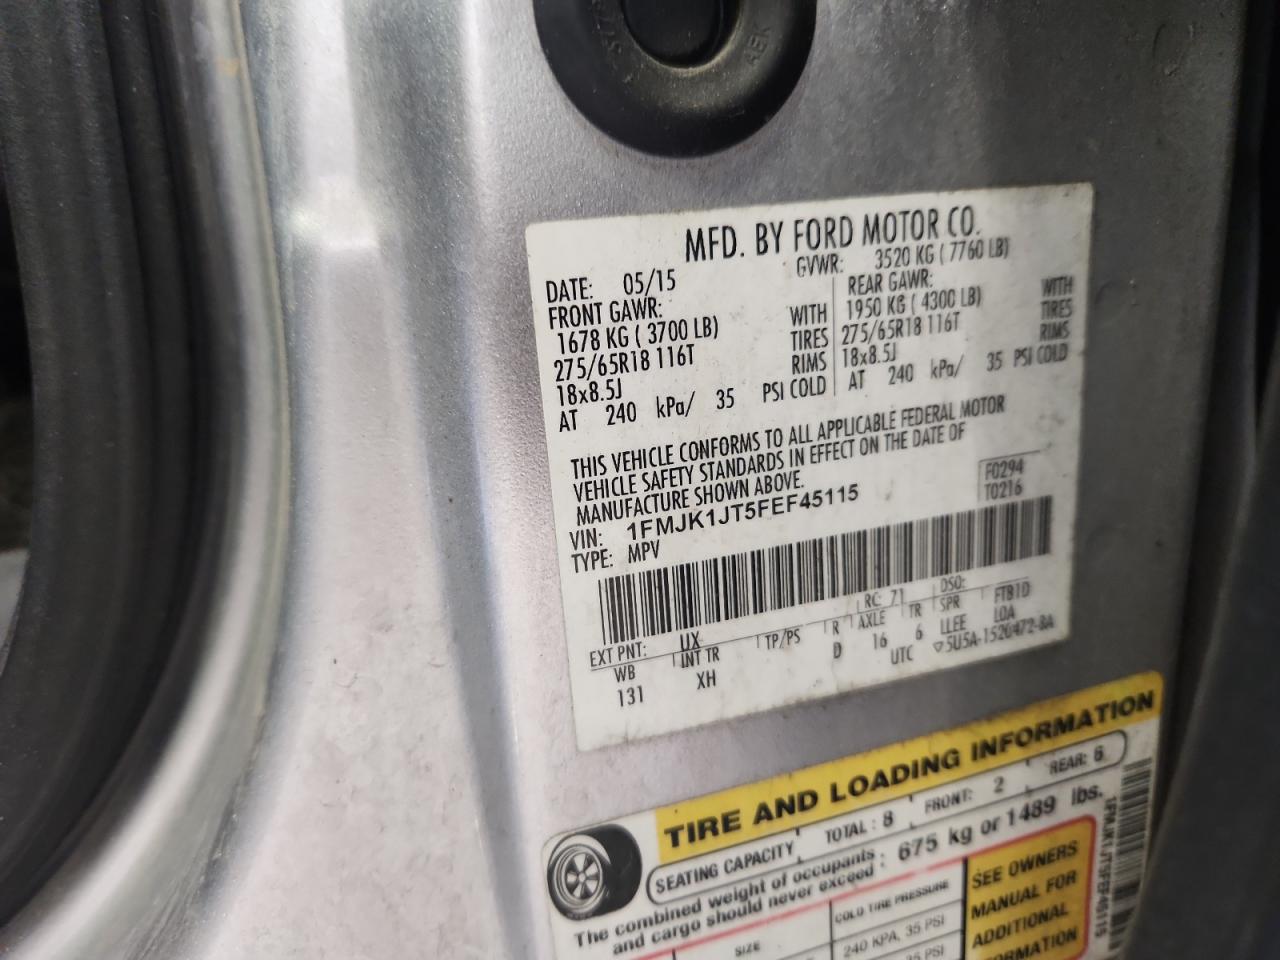 MFD. BY FORD MOTOR CO.
DATE: 05/15 GVWR: 3520 KG ( 7760 LB)
FRONT GAWR: REAR GAWR:
1678 KG ( 3700 LB) WITH 1950 KG ( 4300 LB) WITH
275/65R18 116T TIRES 275/65R18 116T TIRES
18x8.5J RIMS 18x8.5J RIMS
AT 240 kPa/ 35 PSI COLD AT 240 kPa/ 35 PSI COLD
THIS VEHICLE CONFORMS TO ALL APPLICABLE FEDERAL MOTOR
VEHICLE SAFETY STANDARDS IN EFFECT ON THE DATE OF
MANUFACTURE SHOWN ABOVE.
F0294
T0216
VIN: 1FMJK1JT5FEF45115
TYPE: MPV
EXT PNT: UX RC: 71 DSO:
WB INT TR TP/PS R AXLE TR SPR FTB1D
131 XH D 16 6 LLEE LOA
UTC 5U5A-1520472-BA
TIRE AND LOADING INFORMATION
SEATING CAPACITY TOTAL : 8 FRONT: 2 REAR: 6
The combined weight of occupants : 675 kg or 1489 lbs.
and cargo should never exceed
SIZE COLD TIRE PRESSURE
240 KPA, 35 PSI
35 PSI
SEE OWNERS
MANUAL FOR
ADDITIONAL
1FMJK1JT5FEF45115